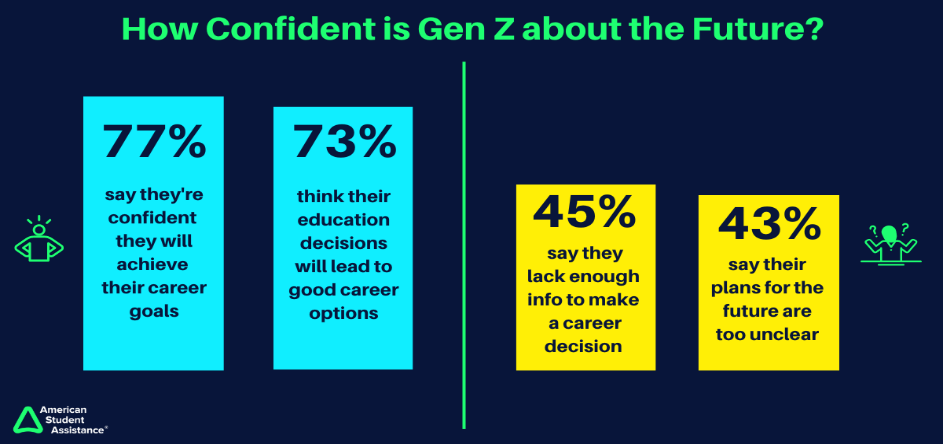 How Confident is Gen Z about the Future?
77%
say they're
confident
they will
achieve
their career
goals
73%
think their
education
decisions
will lead to
good career
options
45%
say they
lack enough
info to make
a career
decision
43%
say their
plans for the
future are
too unclear
? ?
American
Student
Assistance®